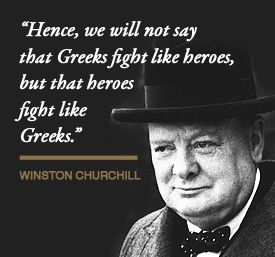 “Hence, we will not say
that Greeks fight like heroes,
but that heroes
fight like
Greeks.”
WINSTON CHURCHILL